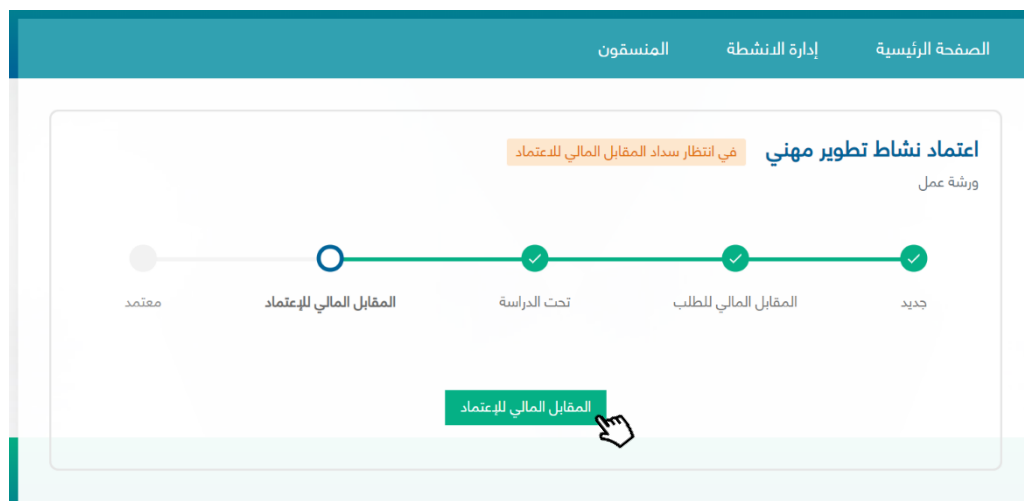 الصفحة الرئيسية إدارة الانشطة المنسقون
اعتماد نشاط تطوير مهني في انتظار سداد المقابل المالي للاعتماد
ورشة عمل
جديد المقابل المالي للطلب تحت الدراسة المقابل المالي للإعتماد معتمد
المقابل المالي للإعتماد